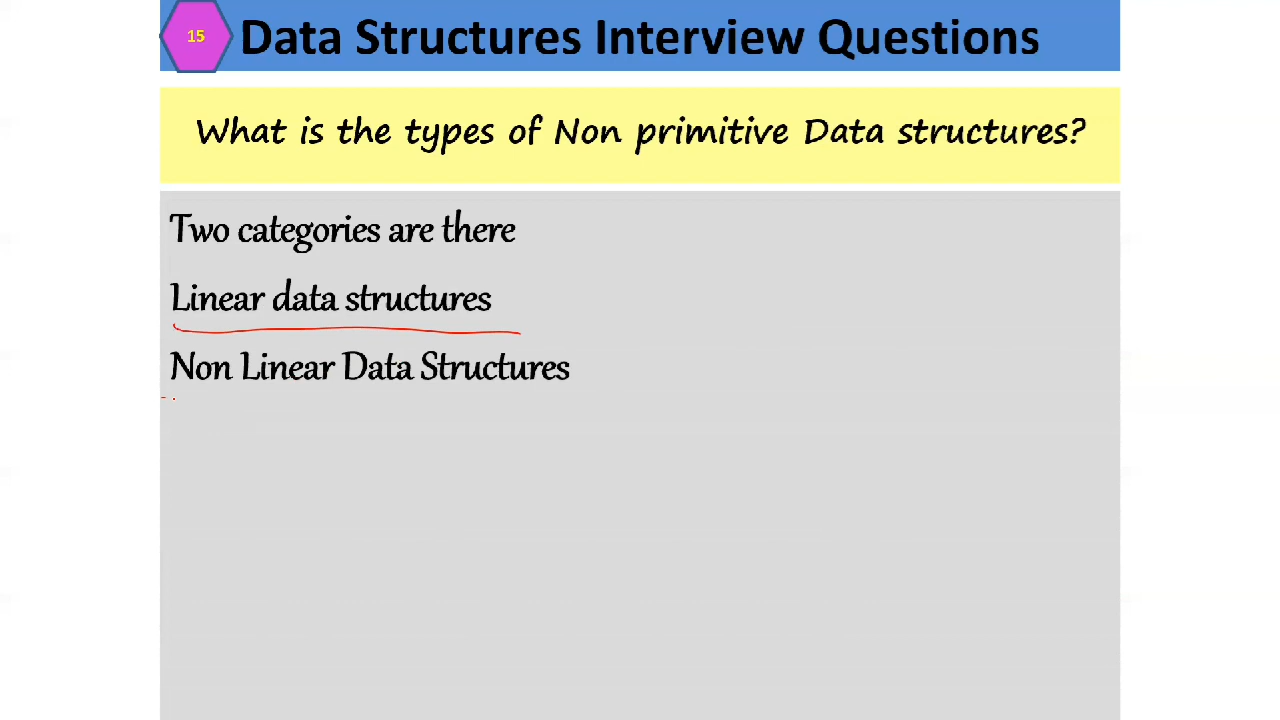 15
Data Structures Interview Questions
What is the types of Non primitive Data structures?
Two categories are there
Linear data structures
Non Linear Data Structures